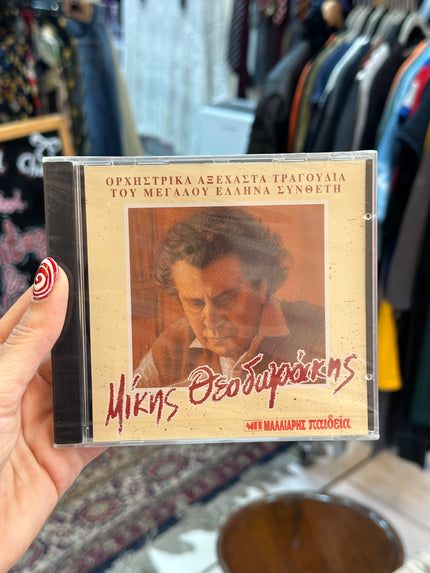 ΟΡΧΗΣΤΡΙΚΑ ΑΞΕΧΑΣΤΑ ΤΡΑΓΟΥΔΙΑ
ΤΟΥ ΜΕΓΑΛΟΥ ΕΛΛΗΝΑ ΣΥΝΘΕΤΗ
Μίκης Θεοδωράκης
ΜΑΛΛΙΑΡΗΣ παιδεία